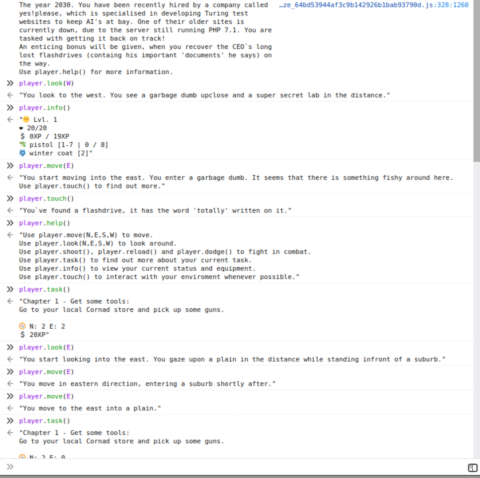 The year 2030. You have been recently hired by a company called
yes!please, which is specialised in developing Turing test
websites to keep AI's at bay. One of their older sites is
currently down, due to the server still running PHP 7.1. You are
tasked with getting it back on track!
An enticing bonus will be given, when you recover the CEO`s long
lost flashdrives (containg his important 'documents' he says) on
the way.
Use player.help() for more information.
…ze_64bd53944af3c9b142926b1bab93790d.js:328:1260
player.look(W)
"You look to the west. You see a garbage dumb upclose and a super secret lab in the distance."
player.info()
"😶 Lvl. 1
❤ 20/20
$ 0XP / 19XP
🔫 pistol [1-7 | 0 / 8]
winter coat [2]"
player.move(E)
"You start moving into the east. You enter a garbage dumb. It seems that there is something fishy around here.
Use player.touch() to find out more."
player.touch()
"You`ve found a flashdrive, it has the word 'totally' written on it."
player.help()
"Use player.move(N,E,S,W) to move.
Use player.look(N,E,S,W) to look around.
Use player.shoot(), player.reload() and player.dodge() to fight in combat.
Use player.task() to find out more about your current task.
Use player.info() to view your current status and equipment.
Use player.touch() to interact with your enviroment whenever possible."
player.task()
"Chapter 1 - Get some tools:
Go to your local Cornad store and pick up some guns.
🧭 N: 2 E: 2
$ 20XP"
player.look(E)
"You start looking into the east. You gaze upon a plain in the distance while standing infront of a suburb."
player.move(E)
"You move in eastern direction, entering a suburb shortly after."
player.move(E)
"You move to the east into a plain."
player.task()
"Chapter 1 - Get some tools:
Go to your local Cornad store and pick up some guns.
N: 2 E: 0